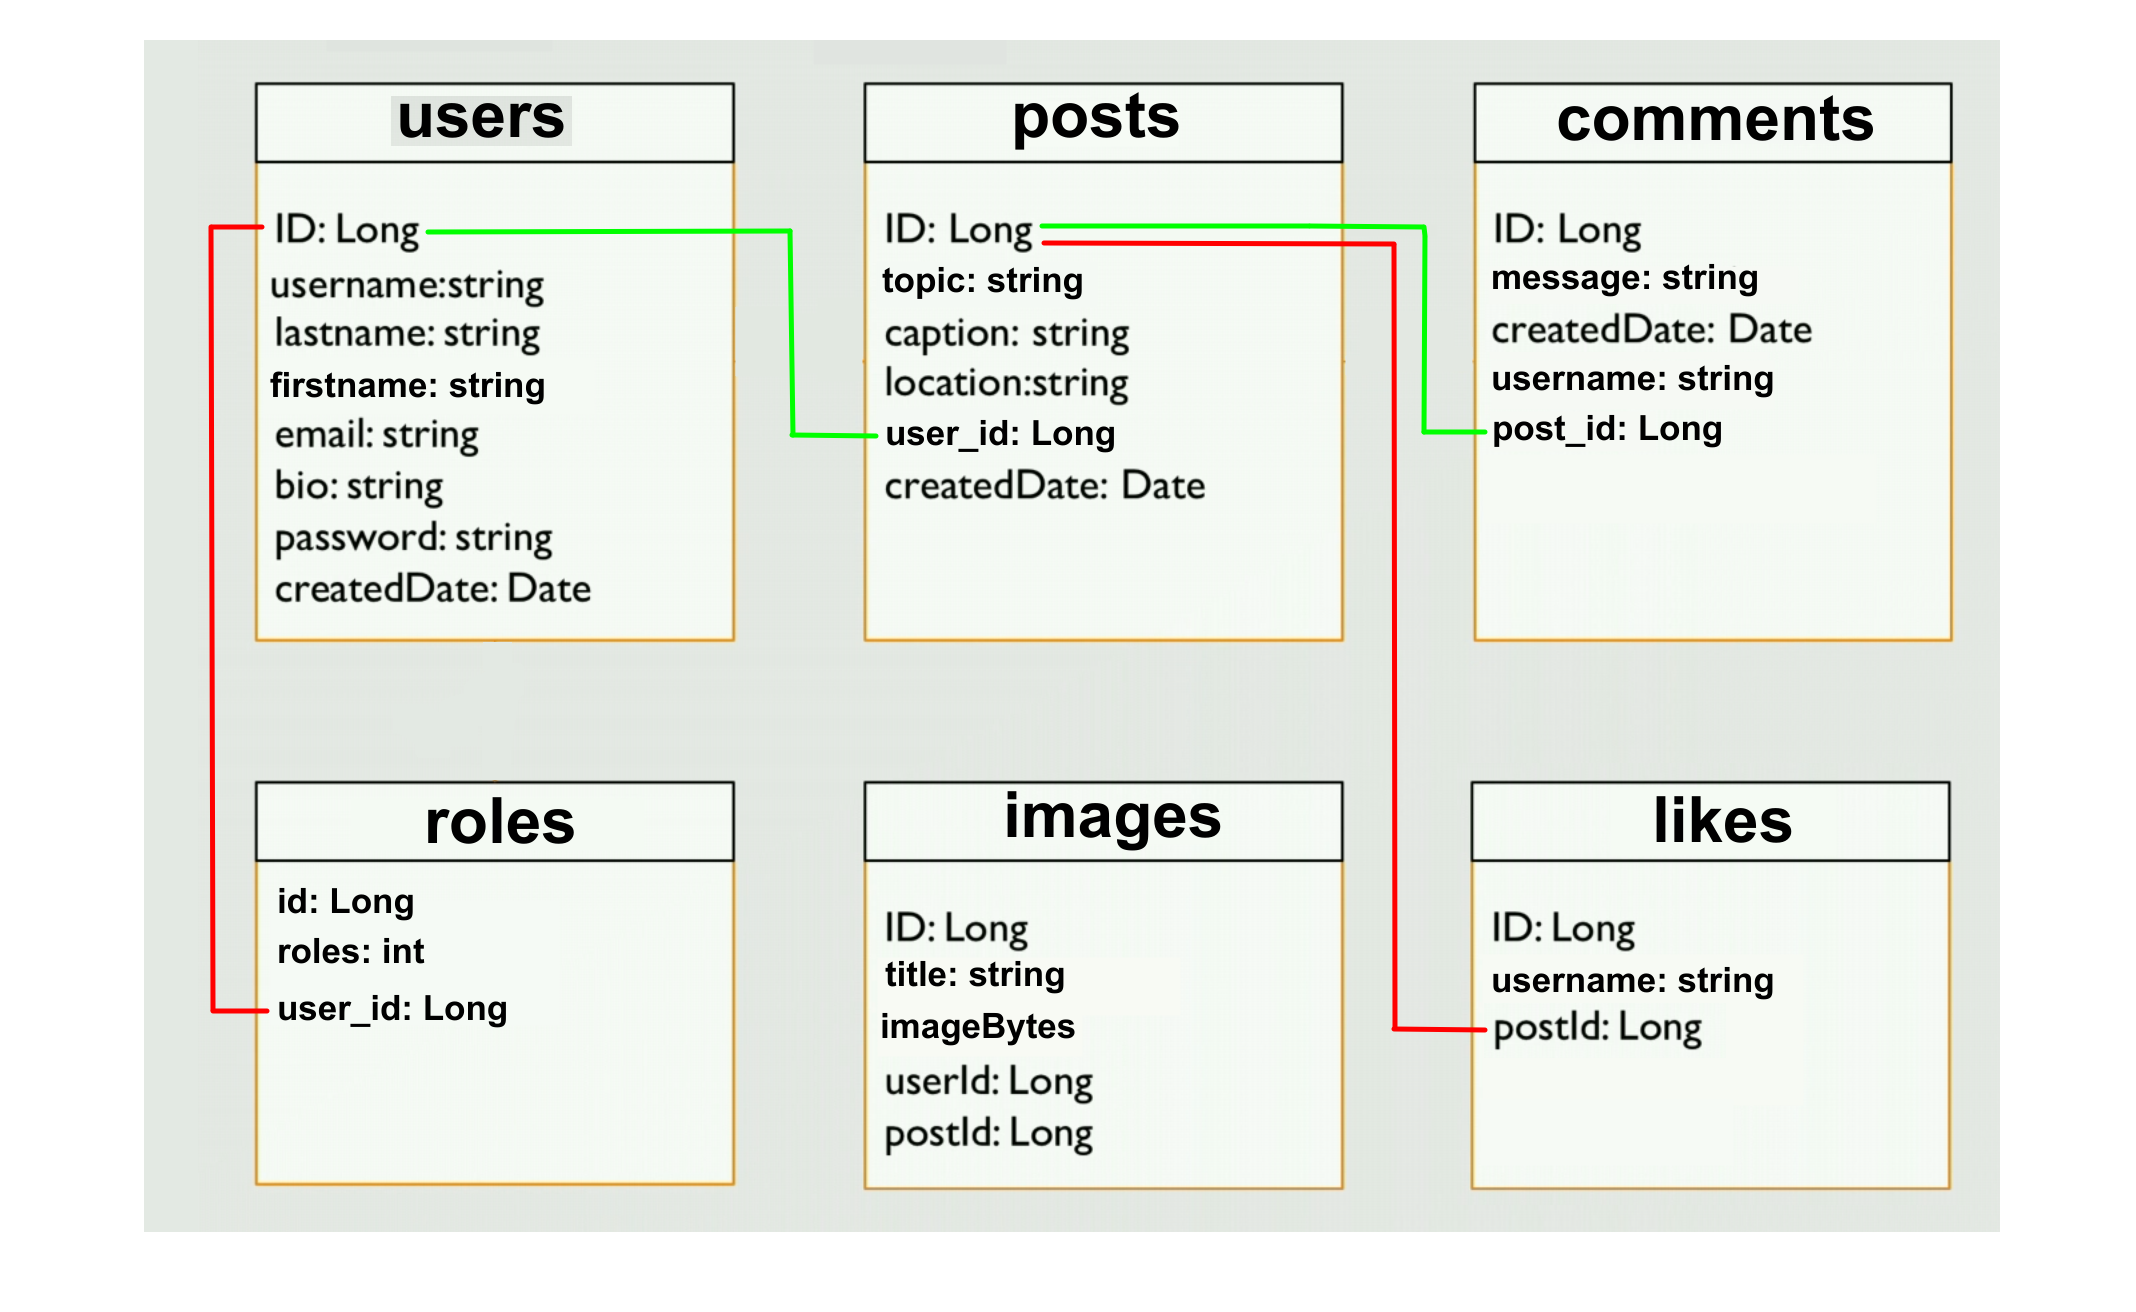 users
ID: Long
username:string
lastname: string
firstname: string
email: string
bio: string
password: string
createdDate: Date
posts
ID: Long
topic: string
caption: string
location:string
user_id: Long
createdDate: Date
comments
ID: Long
message: string
createdDate: Date
username: string
post_id: Long
roles
id: Long
roles: int
user_id: Long
images
ID: Long
title: string
imageBytes
userId: Long
postId: Long
likes
ID: Long
username: string
postId: Long